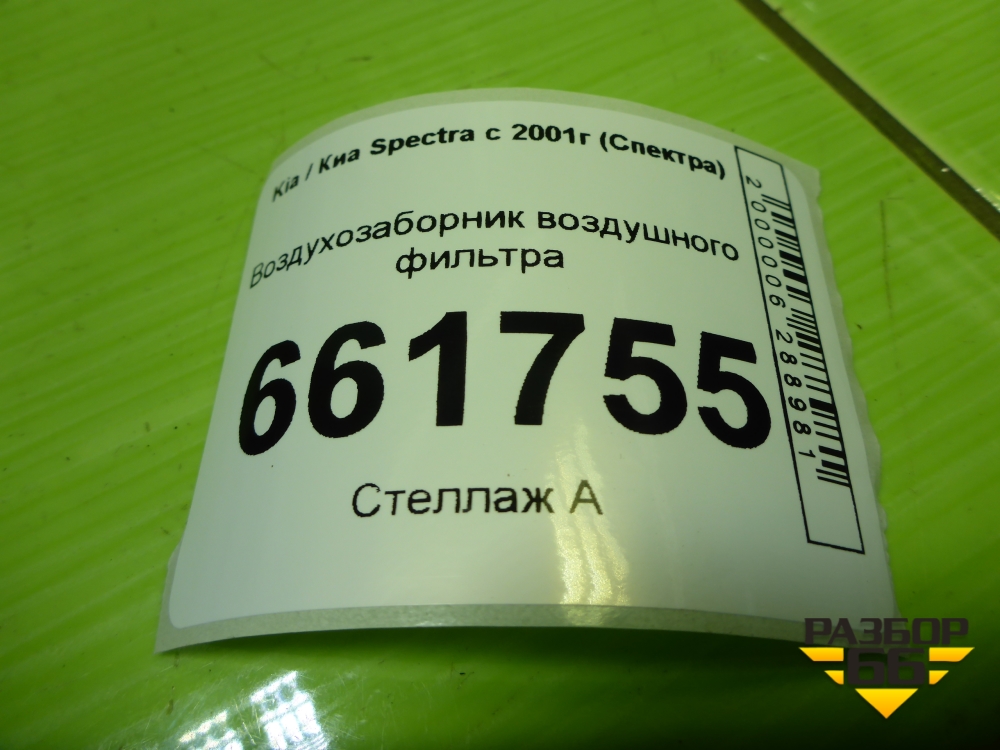 Kia / Киа Spectra с 2001г (Спектра)
Воздухозаборник воздушного
фильтра
661755
Стеллаж А
2000006288981
РАЗБОР
66